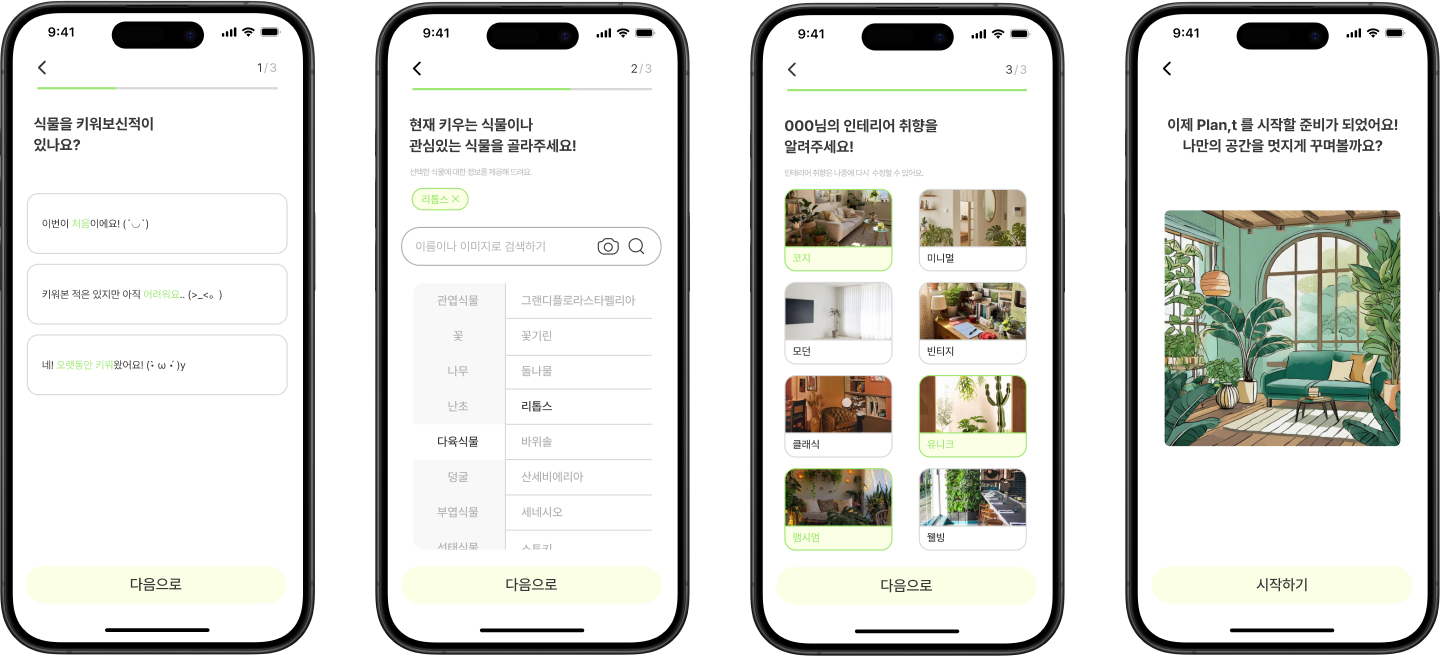 9:41
1/3
식물을 키워보신적이
있나요?
이번이 처음이에요! (´◡`)
키워본 적은 있지만 아직 어려워요.. (>_<。)
네! 오랫동안 키워왔어요! (•̀ ω •́ )y
다음으로
9:41
2/3
현재 키우는 식물이나
관심있는 식물을 골라주세요!
선택한 식물에 대한 정보를 제공해 드려요.
리톱스 ×
이름이나 이미지로 검색하기
관엽식물
그랜디플로라스타펠리아
꽃
꽃기린
나무
돌나물
난초
리톱스
다육식물
바위솔
덩굴
산세비에리아
부엽식물
세네시오
선태식물
스투키
다음으로
9:41
3/3
000님의 인테리어 취향을
알려주세요!
인테리어 취향은 나중에 다시 수정할 수 있어요.
코지
미니멀
모던
빈티지
클래식
유니크
맥시멈
웰빙
다음으로
9:41
이제 Plan,t 를 시작할 준비가 되었어요!
나만의 공간을 멋지게 꾸며볼까요?
시작하기